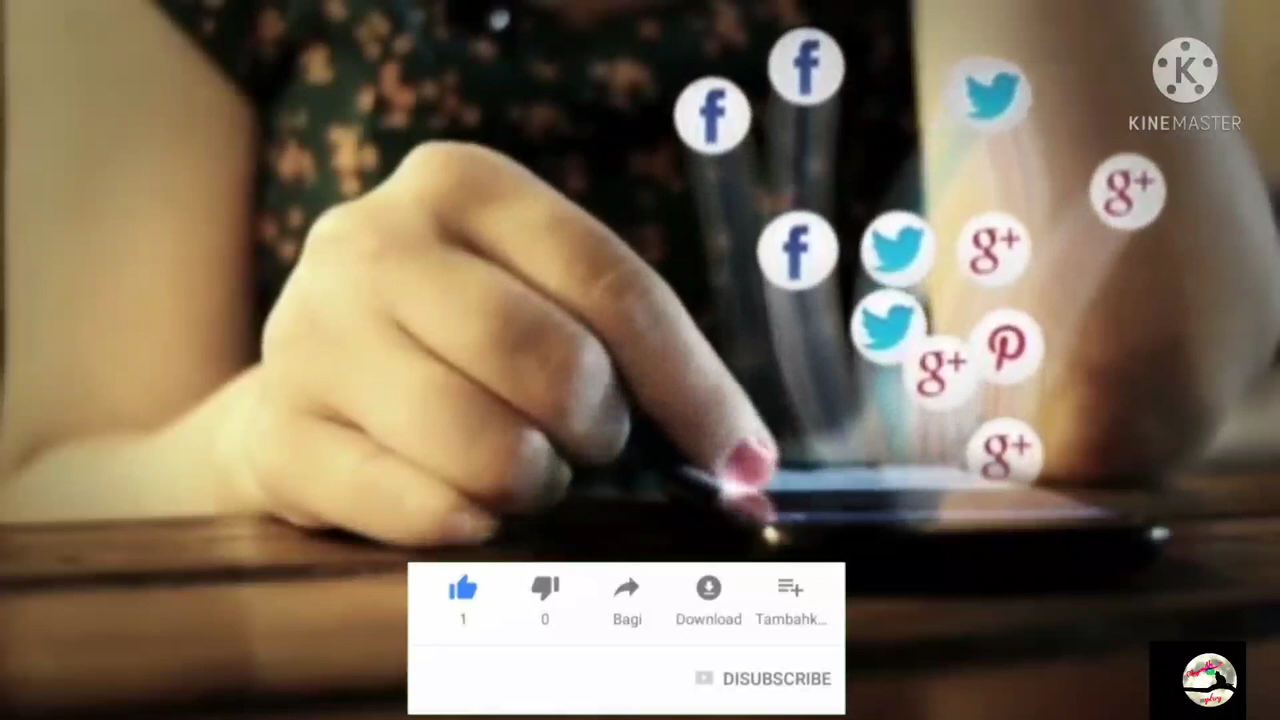 KINEMASTER
1
0
Bagi
Download
Tambahk...
DISUBSCRIBE